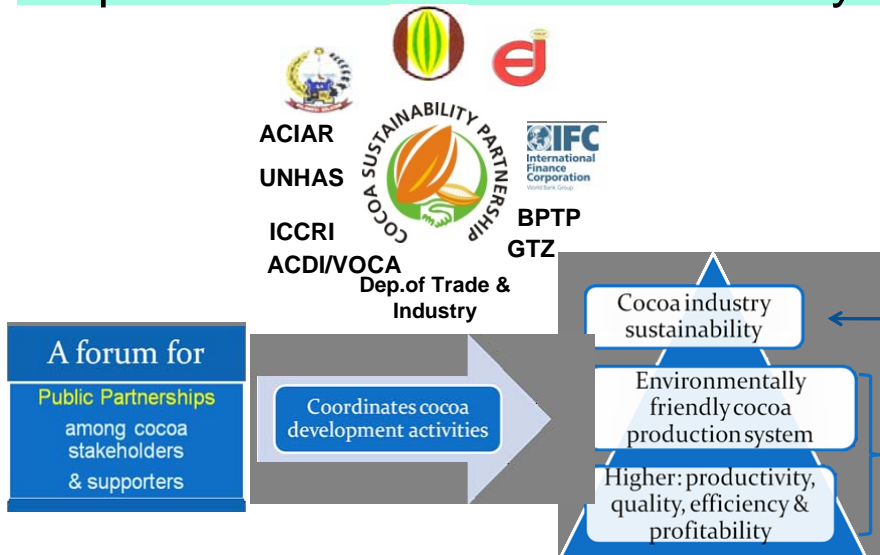 ACIAR
UNHAS
ICCRI
ACDI/VOCA
COCOA SUSTAINABILITY PARTNERSHIP
IFC
International
Finance
Corporation
World Bank Group
BPTP
GTZ
Dep.of Trade &
Industry
A forum for
Public Partnerships
among cocoa
stakeholders
& supporters
Coordinates cocoa
development activities
Cocoa industry
sustainability
Environmentally
friendly cocoa
production system
Higher: productivity,
quality, efficiency &
profitability